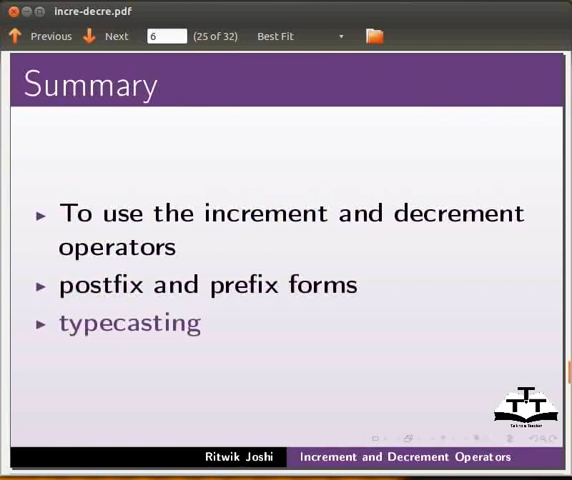 incre-decre.pdf
Previous Next 6 (25 of 32) Best Fit
Summary
To use the increment and decrement
operators
postfix and prefix forms
typecasting
TTT
Ritwik Joshi Increment and Decrement Operators